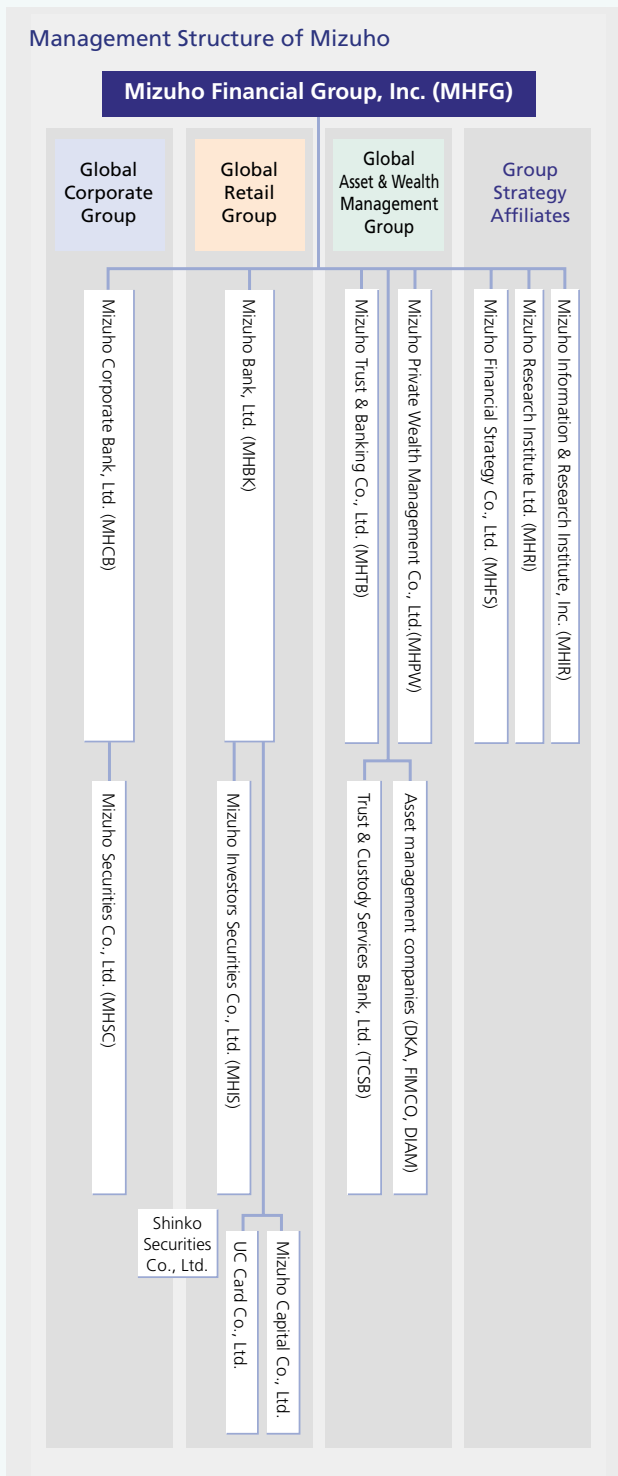 Management Structure of Mizuho
Mizuho Financial Group, Inc. (MHFG)
Global
Corporate
Group
Global
Retail
Group
Global
Asset & Wealth
Management
Group
Group
Strategy
Affiliates
Mizuho Corporate Bank, Ltd. (MHCB)
Mizuho Bank, Ltd. (MHBK)
Mizuho Trust & Banking Co., Ltd. (MHTB)
Mizuho Private Wealth Management Co., Ltd.(MHPW)
Mizuho Financial Strategy Co., Ltd. (MHFS)
Mizuho Research Institute Ltd. (MHRI)
Mizuho Information & Research Institute, Inc. (MHIR)
Mizuho Securities Co., Ltd. (MHSC)
Mizuho Investors Securities Co., Ltd. (MHIS)
Trust & Custody Services Bank, Ltd. (TCSB)
Asset management companies (DKA, FIMCO, DIAM)
Shinko
Securities
Co., Ltd.
UC Card Co., Ltd.
Mizuho Capital Co., Ltd.